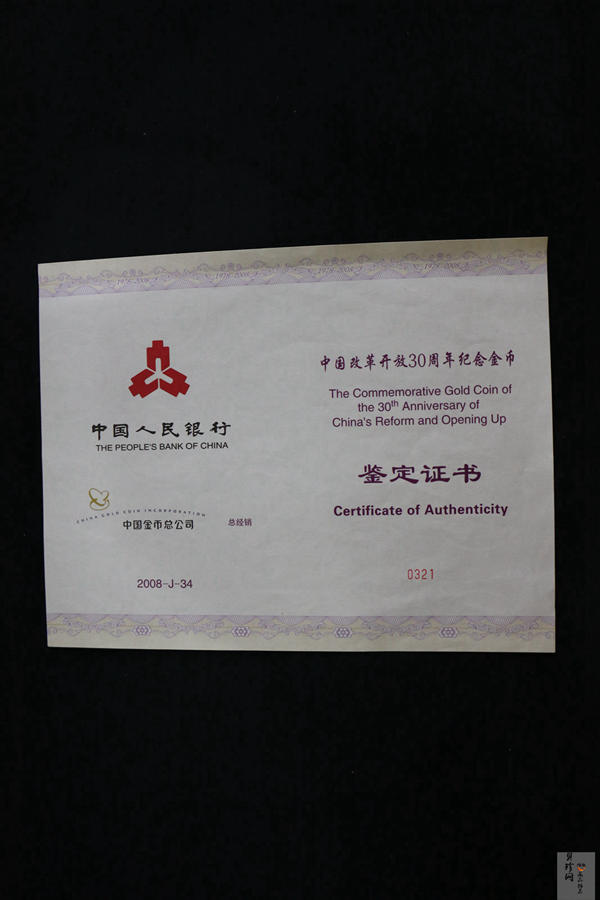 中国人民银行
THE PEOPLE'S BANK OF CHINA
CHINA GOLD COIN INCORPORATION
中国金币总公司
总经销
2008-J-34
中国改革开放30周年纪念金币
The Commemorative Gold Coin of
the 30th Anniversary of
China's Reform and Opening Up
鉴定证书
Certificate of Authenticity
0321